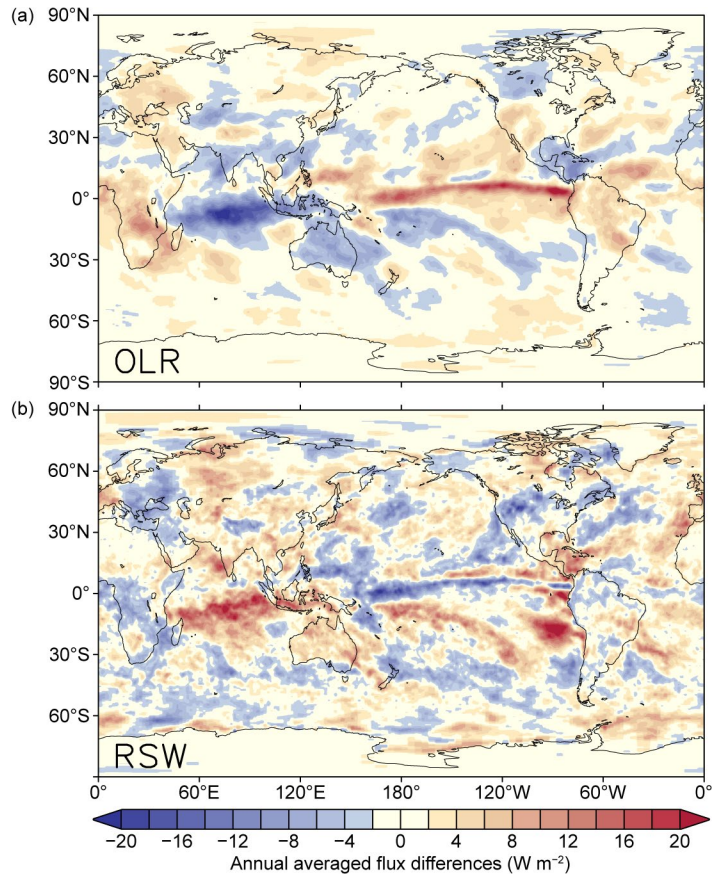 (a)
90°N
60°N
30°N
0°
30°S
60°S
90°S
OLR
(b)
90°N
60°N
30°N
0°
30°S
60°S
RSW
0° 60°E 120°E 180° 120°W 60°W 0°
−20 −16 −12 −8 −4 0 4 8 12 16 20
Annual averaged flux differences (W m⁻²)